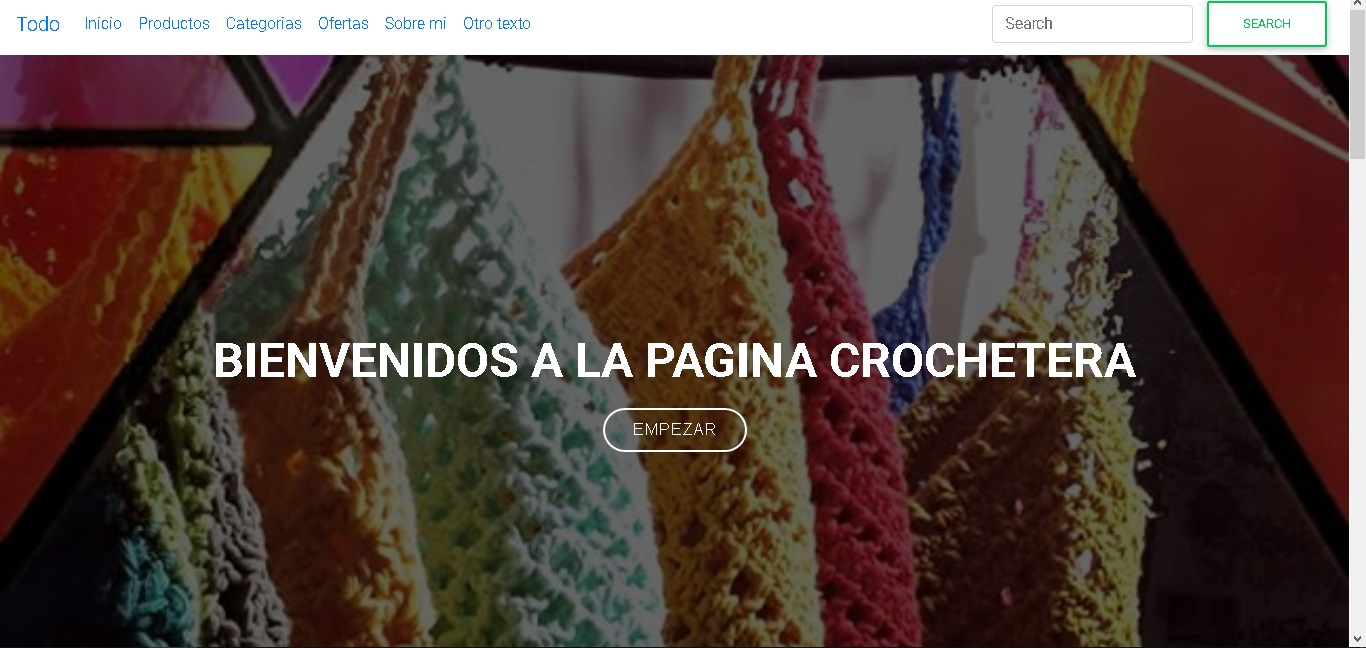 Todo Inicio Productos Categorias Ofertas Sobre mi Otro texto Search SEARCH
BIENVENIDOS A LA PAGINA CROCHETERA
EMPEZAR